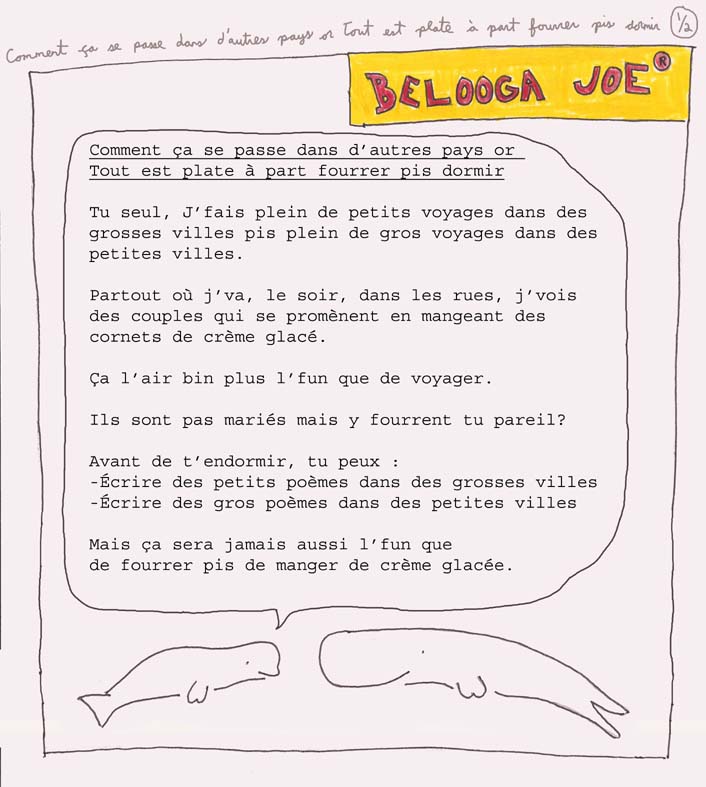 Comment ça se passe dans d'autres pays or Tout est plate à part fourrer pis dormir 1/2
BELOOGA JOE®
Comment ça se passe dans d'autres pays or
Tout est plate à part fourrer pis dormir
Tu seul, J'fais plein de petits voyages dans des
grosses villes pis plein de gros voyages dans des
petites villes.
Partout où j'va, le soir, dans les rues, j'vois
des couples qui se promènent en mangeant des
cornets de crème glacé.
Ça l'air bin plus l'fun que de voyager.
Ils sont pas mariés mais y fourrent tu pareil?
Avant de t'endormir, tu peux :
-Écrire des petits poèmes dans des grosses villes
-Écrire des gros poèmes dans des petites villes
Mais ça sera jamais aussi l'fun que
de fourrer pis de manger de crème glacée.